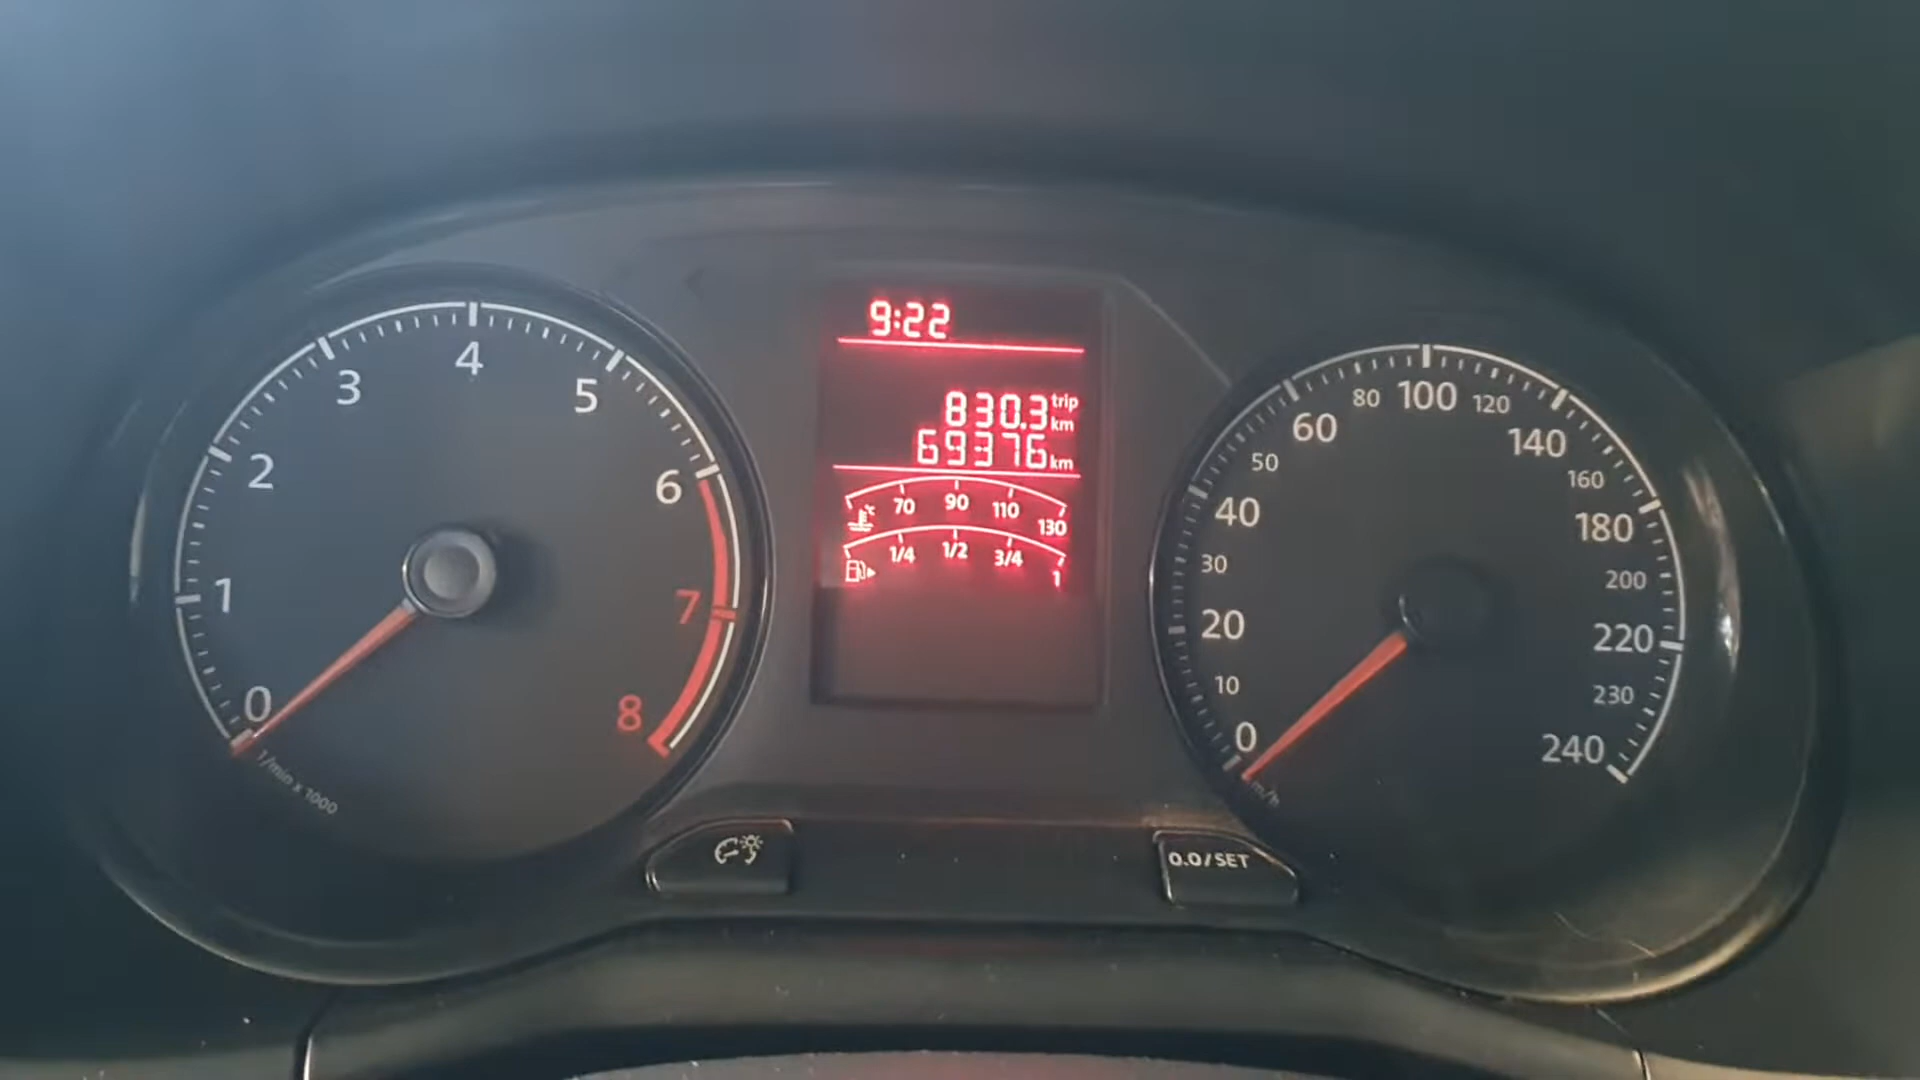 9:22
830.3 trip km
69376 km
70 90 110 130
°C
1/4 1/2 3/4 1
0 1 2 3 4 5 6 7 8
1/min x 1000
0 10 20 30 40 50 60 80 100 120 140 160 180 200 220 230 240
m/h
0.0/SET